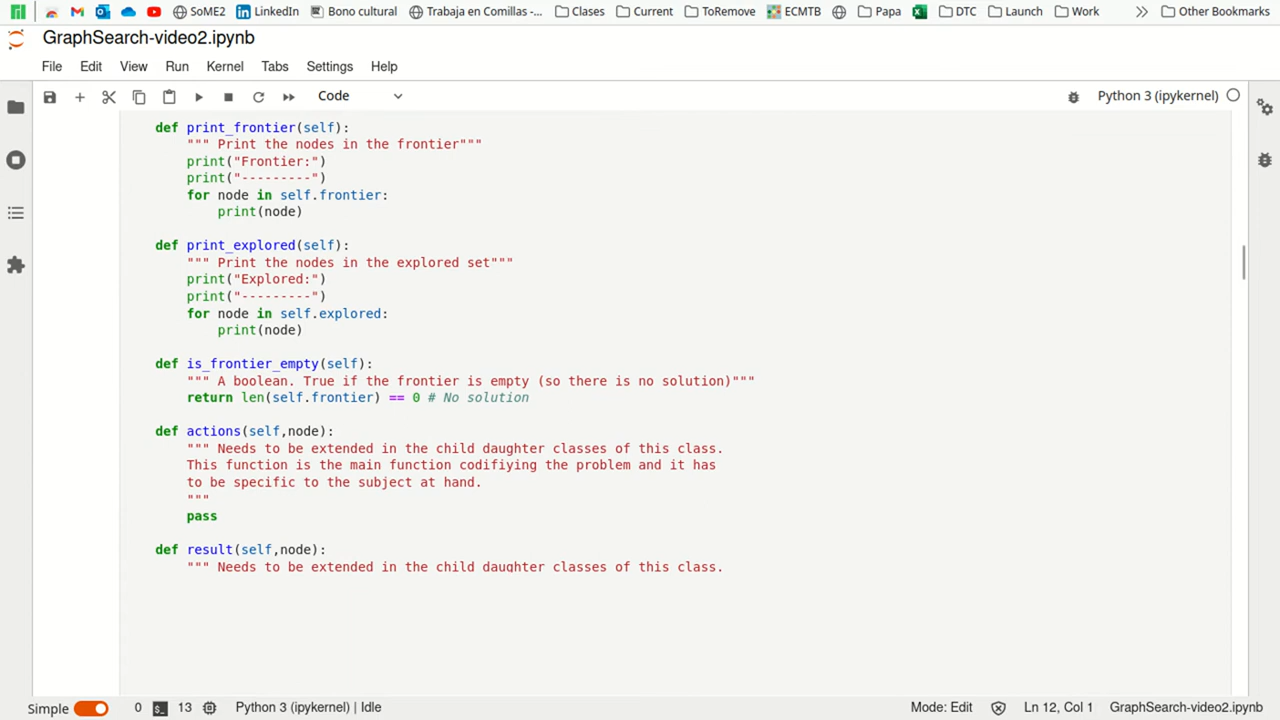 SoME2 LinkedIn Bono cultural Trabaja en Comillas -... Clases Current ToRemove ECMTB Papa DTC Launch Work Other Bookmarks
GraphSearch-video2.ipynb
File Edit View Run Kernel Tabs Settings Help
Code Python 3 (ipykernel)
def print_frontier(self):
""" Print the nodes in the frontier"""
print("Frontier:")
print("---------")
for node in self.frontier:
print(node)
def print_explored(self):
""" Print the nodes in the explored set"""
print("Explored:")
print("---------")
for node in self.explored:
print(node)
def is_frontier_empty(self):
""" A boolean. True if the frontier is empty (so there is no solution)"""
return len(self.frontier) == 0 # No solution
def actions(self,node):
""" Needs to be extended in the child daughter classes of this class.
This function is the main function codifiying the problem and it has
to be specific to the subject at hand.
"""
pass
def result(self,node):
""" Needs to be extended in the child daughter classes of this class.
Simple 0 13 Python 3 (ipykernel) | Idle Mode: Edit Ln 12, Col 1 GraphSearch-video2.ipynb